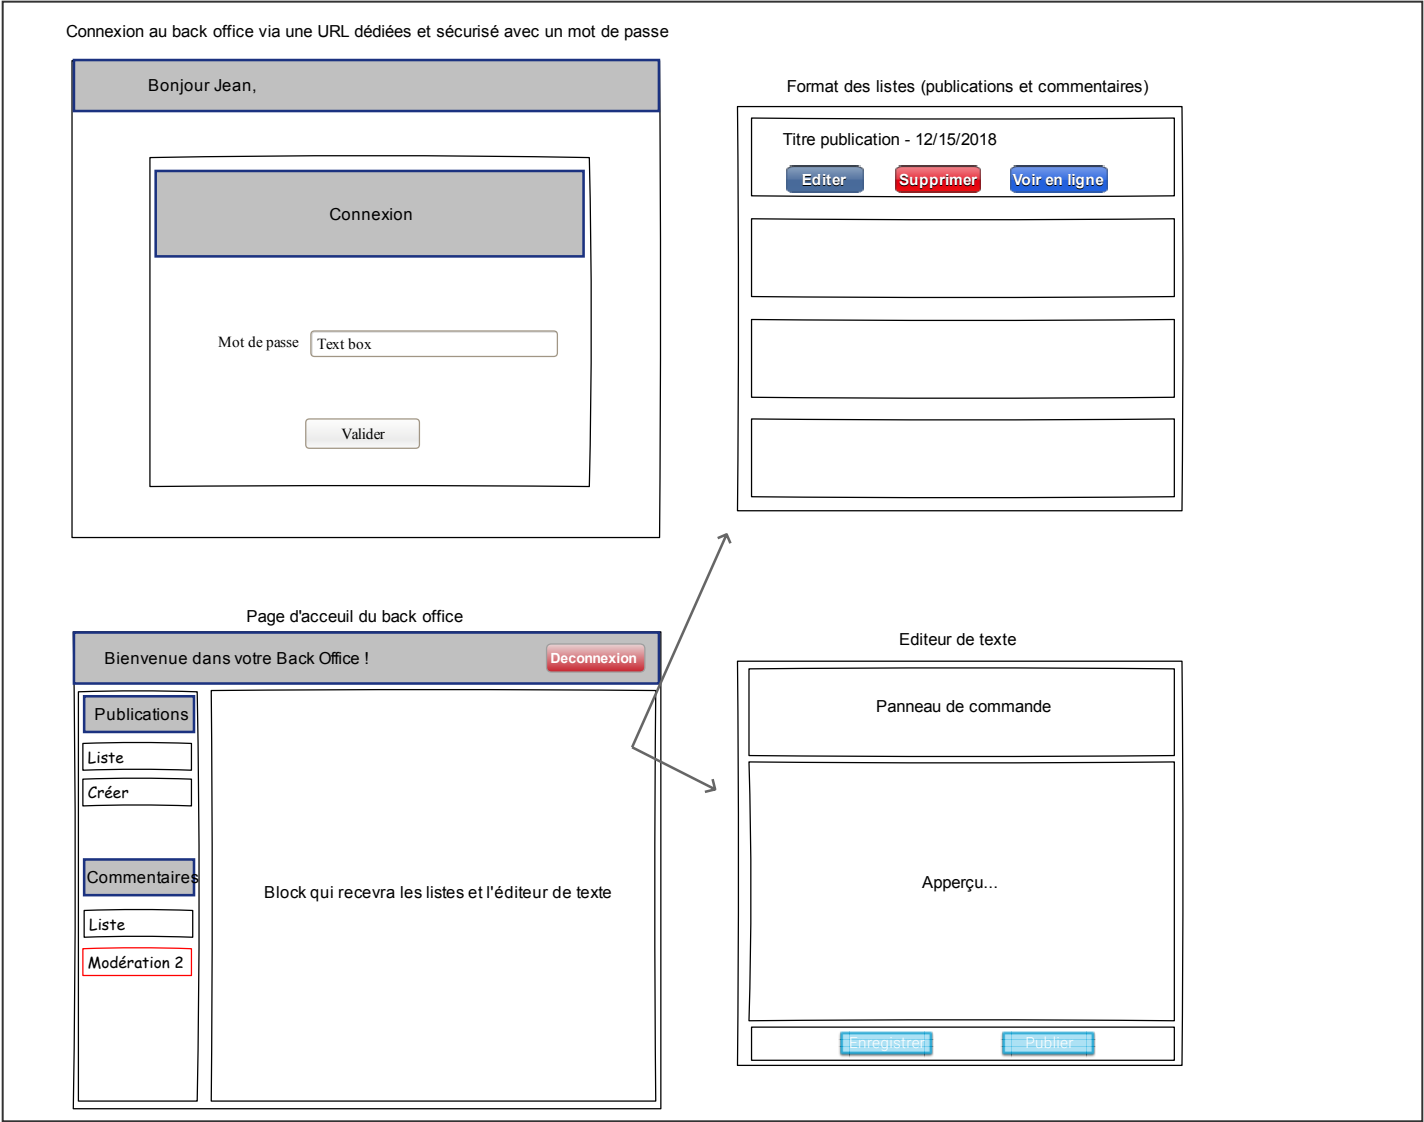 Connexion au back office via une URL dédiées et sécurisé avec un mot de passe
Bonjour Jean,
Connexion
Mot de passe
Text box
Valider
Format des listes (publications et commentaires)
Titre publication - 12/15/2018
Editer
Supprimer
Voir en ligne
Page d'acceuil du back office
Bienvenue dans votre Back Office !
Deconnexion
Publications
Liste
Créer
Commentaires
Liste
Modération 2
Block qui recevra les listes et l'éditeur de texte
Editeur de texte
Panneau de commande
Apperçu...
Enregistrer
Publier